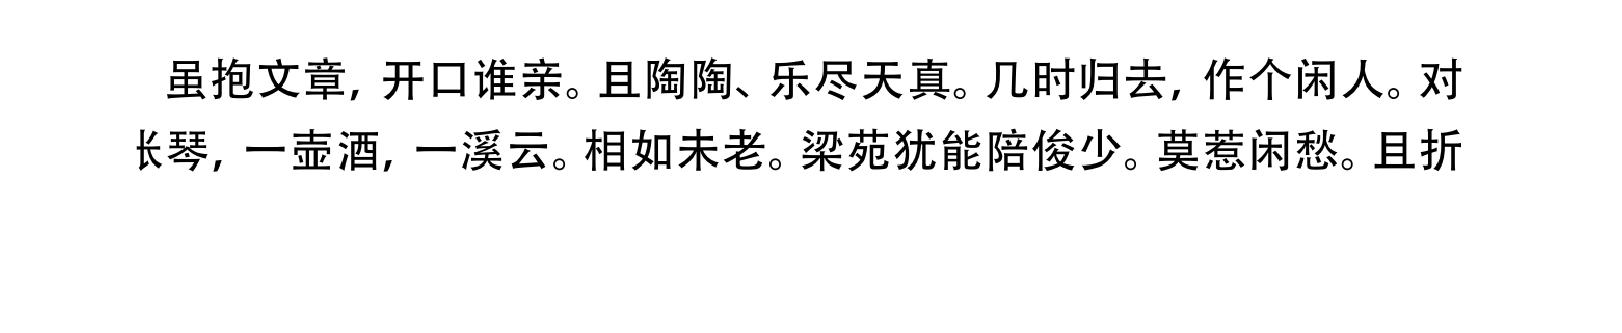 虽抱文章，开口谁亲。且陶陶、乐尽天真。几时归去，作个闲人。对
琴，一壶酒，一溪云。相如未老。梁苑犹能陪俊少。莫惹闲愁。且折